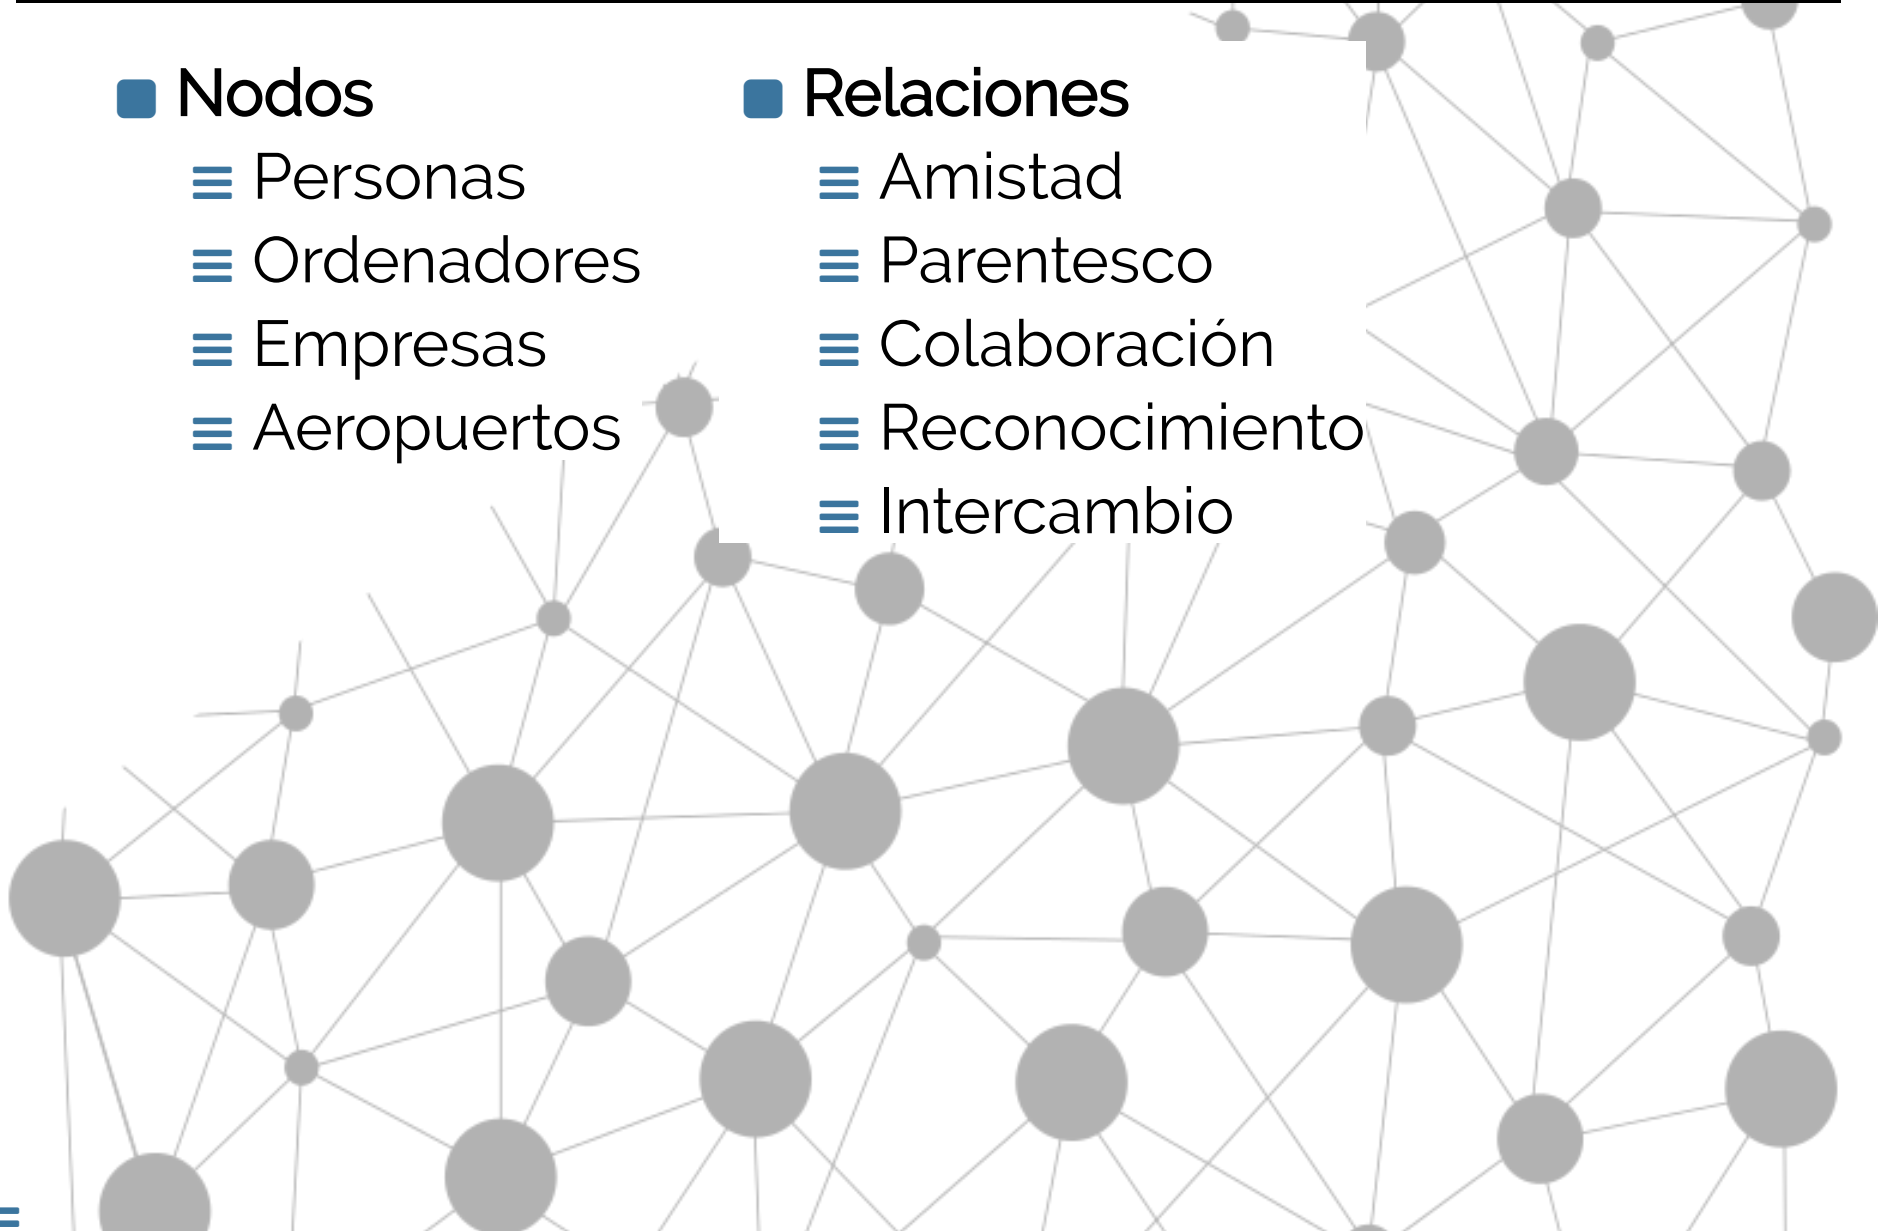 Nodos
Personas
Ordenadores
Empresas
Aeropuertos
Relaciones
Amistad
Parentesco
Colaboración
Reconocimiento
Intercambio